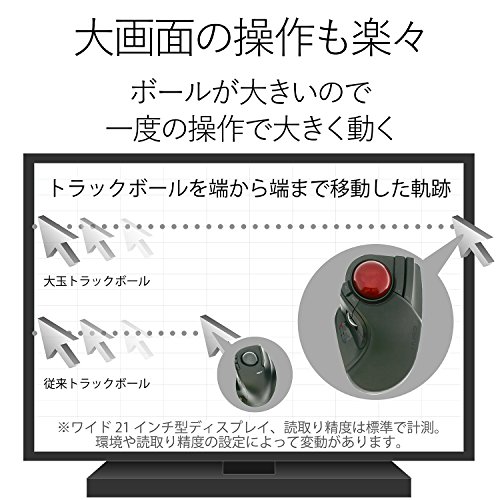 大画面の操作も楽々
ボールが大きいので
一度の操作で大きく動く
トラックボールを端から端まで移動した軌跡
大玉トラックボール
従来トラックボール
※ワイド21インチ型ディスプレイ、読取り精度は標準で計測。
環境や読取り精度の設定によって変動があります。